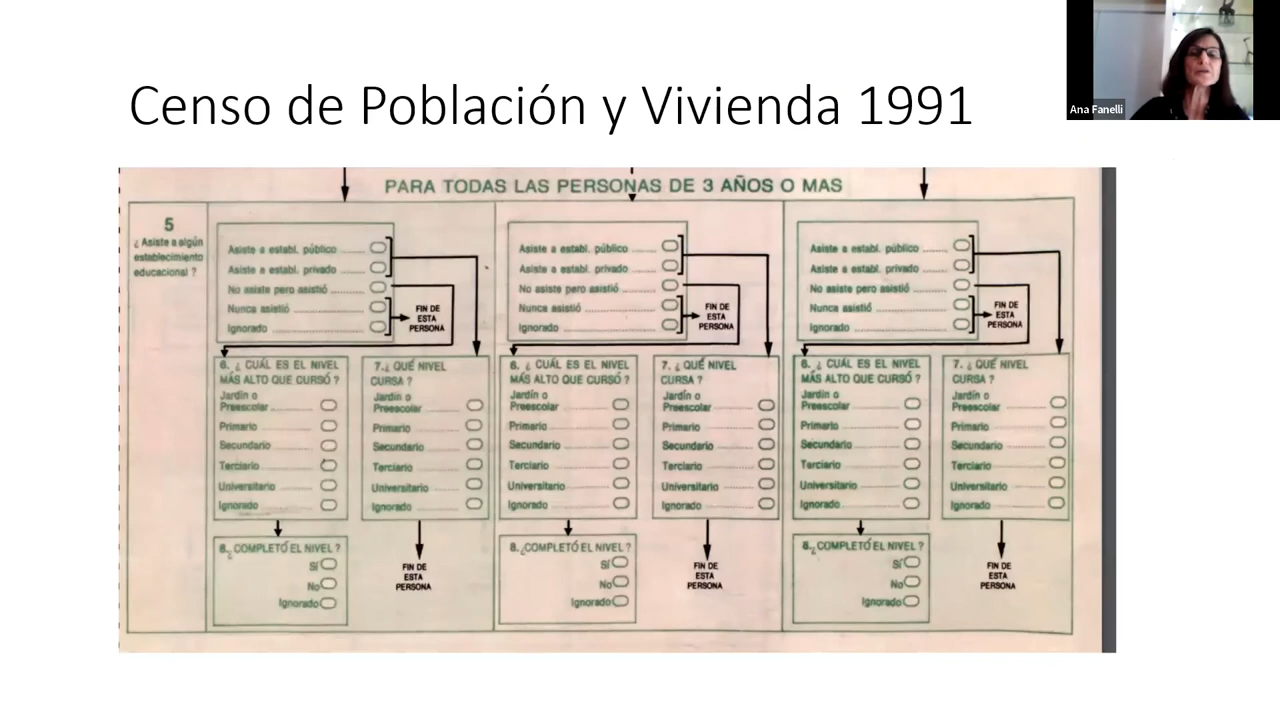 Censo de Población y Vivienda 1991
Ana Fanelli
PARA TODAS LAS PERSONAS DE 3 AÑOS O MAS
5
¿ Asiste a algún
establecimiento
educacional ?
Asiste a establ. público
Asiste a establ. privado
No asiste pero asistió
Nunca asistió
Ignorado
FIN DE
ESTA
PERSONA
6. ¿ CUÁL ES EL NIVEL
MÁS ALTO QUE CURSÓ ?
Jardín o
Preescolar
Primario
Secundario
Terciario
Universitario
Ignorado
7. ¿ QUÉ NIVEL
CURSA ?
Jardín o
Preescolar
Primario
Secundario
Terciario
Universitario
Ignorado
8. ¿COMPLETÓ EL NIVEL ?
Sí
No
Ignorado
FIN DE
ESTA
PERSONA
Asiste a establ. público
Asiste a establ. privado
No asiste pero asistió
Nunca asistió
Ignorado
FIN DE
ESTA
PERSONA
6. ¿ CUÁL ES EL NIVEL
MÁS ALTO QUE CURSÓ ?
Jardín o
Preescolar
Primario
Secundario
Terciario
Universitario
Ignorado
7. ¿ QUÉ NIVEL
CURSA ?
Jardín o
Preescolar
Primario
Secundario
Terciario
Universitario
Ignorado
8. ¿COMPLETÓ EL NIVEL ?
Sí
No
Ignorado
FIN DE
ESTA
PERSONA
Asiste a establ. público
Asiste a establ. privado
No asiste pero asistió
Nunca asistió
Ignorado
FIN DE
ESTA
PERSONA
6. ¿ CUÁL ES EL NIVEL
MÁS ALTO QUE CURSÓ ?
Jardín o
Preescolar
Primario
Secundario
Terciario
Universitario
Ignorado
7. ¿ QUÉ NIVEL
CURSA ?
Jardín o
Preescolar
Primario
Secundario
Terciario
Universitario
Ignorado
8. ¿COMPLETÓ EL NIVEL ?
Sí
No
Ignorado
FIN DE
ESTA
PERSONA